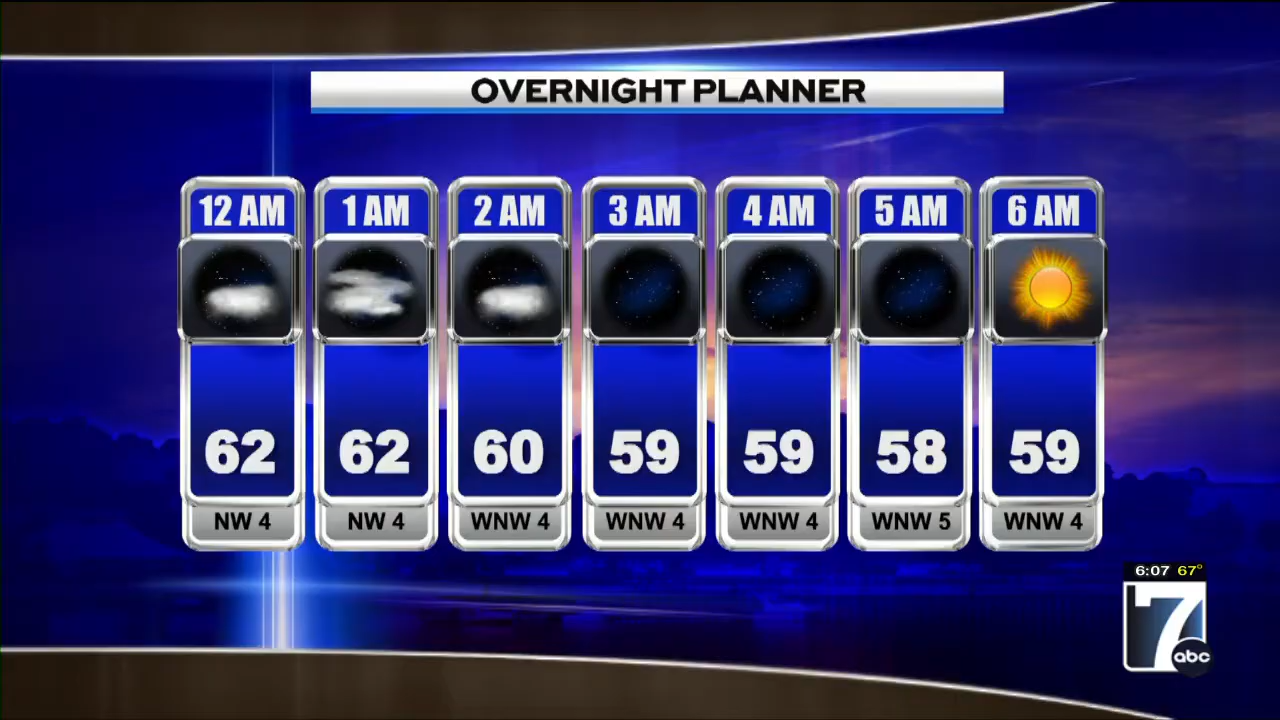 OVERNIGHT PLANNER
12 AM 1 AM 2 AM 3 AM 4 AM 5 AM 6 AM
62 62 60 59 59 58 59
NW 4 NW 4 WNW 4 WNW 4 WNW 4 WNW 5 WNW 4
6:07 67°
7
abc